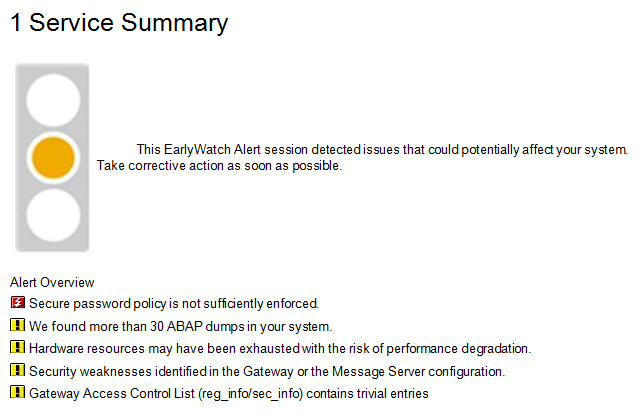 1 Service Summary
This EarlyWatch Alert session detected issues that could potentially affect your system.
Take corrective action as soon as possible.
Alert Overview
Secure password policy is not sufficiently enforced.
We found more than 30 ABAP dumps in your system.
Hardware resources may have been exhausted with the risk of performance degradation.
Security weaknesses identified in the Gateway or the Message Server configuration.
Gateway Access Control List (reg_info/sec_info) contains trivial entries